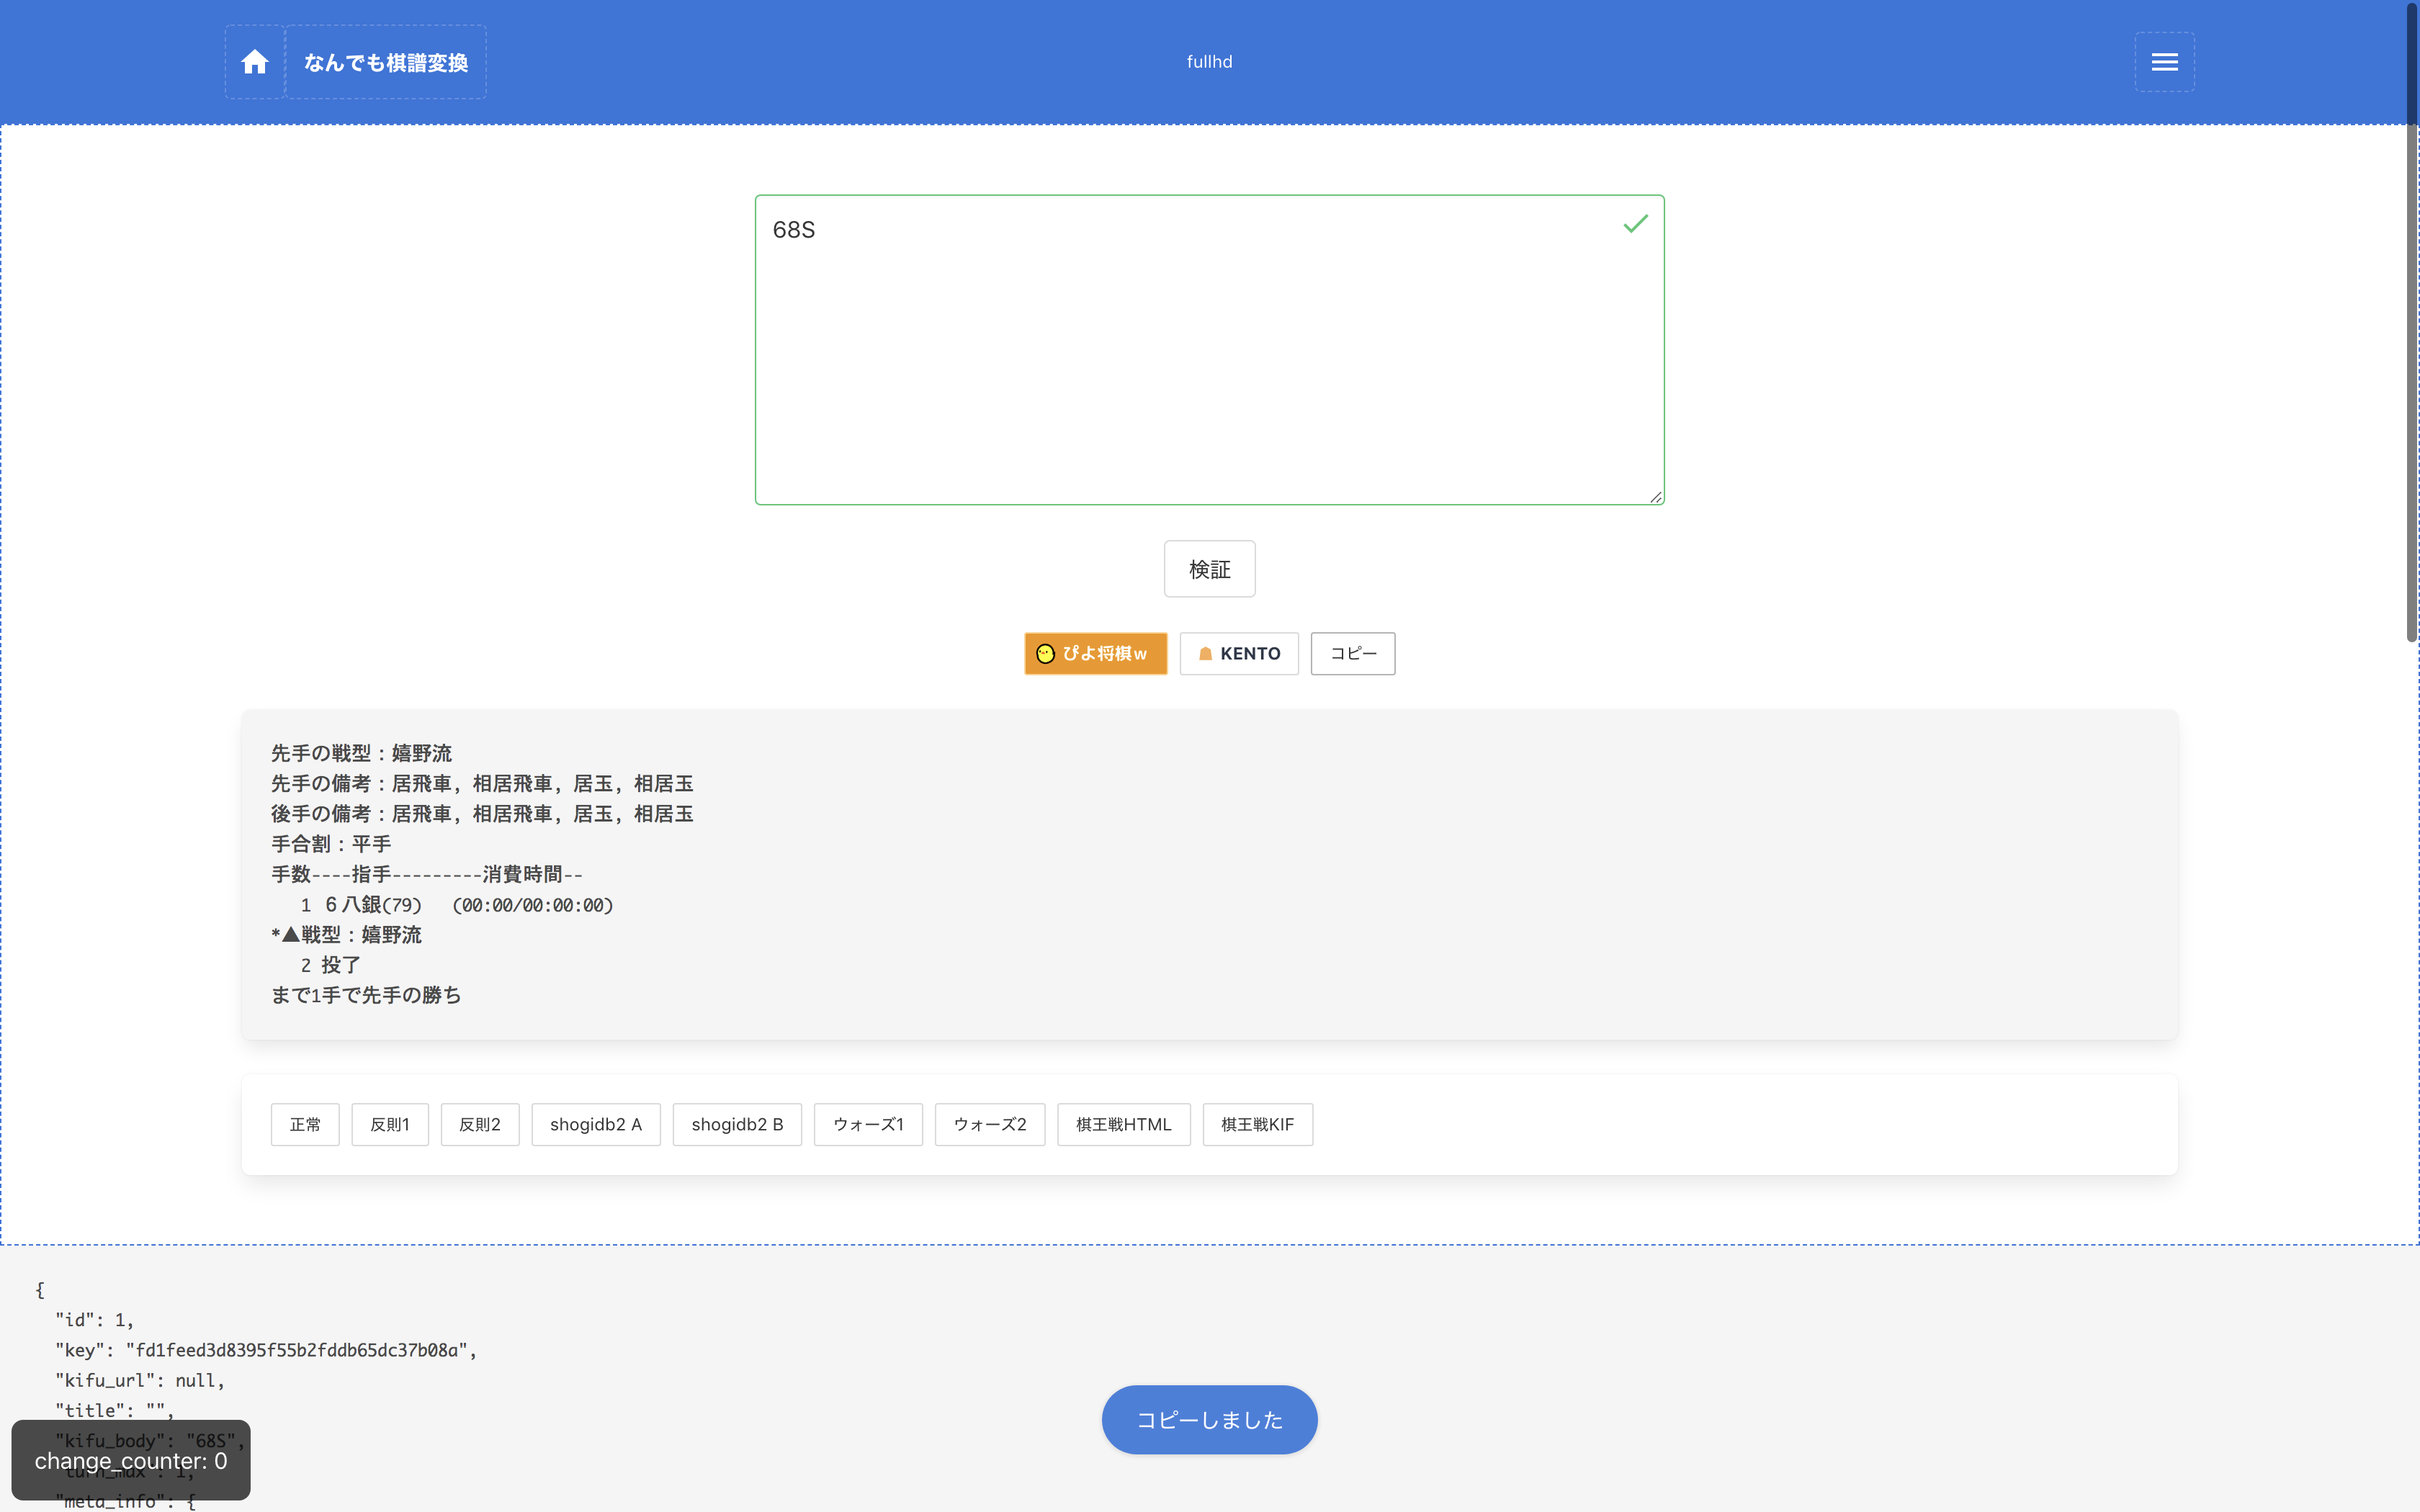 なんでも棋譜変換
fullhd
68S
検証
ぴよ将棋w
KENTO
コピー
先手の戦型：嬉野流
先手の備考：居飛車, 相居飛車, 居玉, 相居玉
後手の備考：居飛車, 相居飛車, 居玉, 相居玉
手合割：平手
手数----指手---------消費時間--
1 ６八銀(79) (00:00/00:00:00)
*▲戦型：嬉野流
2 投了
まで1手で先手の勝ち
正常
反則1
反則2
shogidb2 A
shogidb2 B
ウォーズ1
ウォーズ2
棋王戦HTML
棋王戦KIF
{
"id": 1,
"key": "fd1feed3d8395f55b2fddb65dc37b08a",
"kifu_url": null,
"title": "",
"kifu_body": "68S",
"turn_max": 1,
"meta_info": {
change_counter: 0
コピーしました